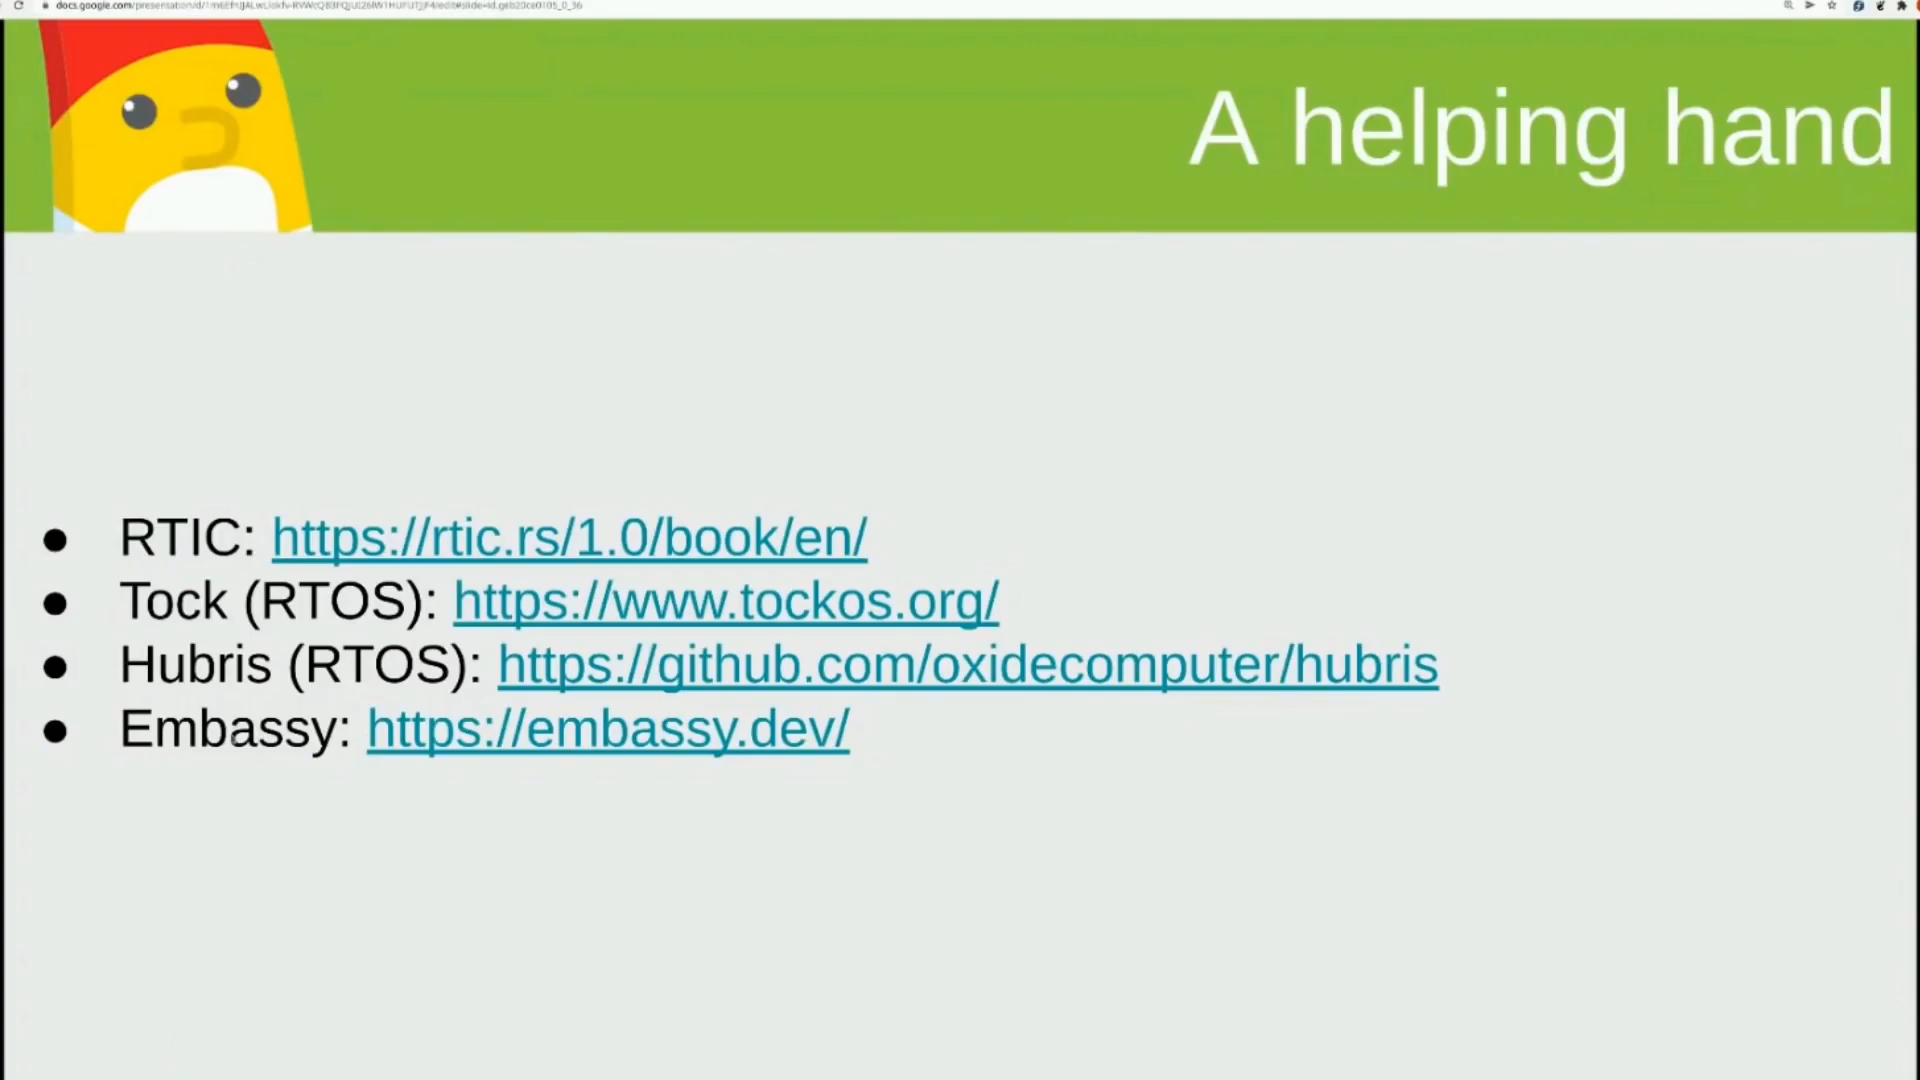 A helping hand
● RTIC: https://rtic.rs/1.0/book/en/
● Tock (RTOS): https://www.tockos.org/
● Hubris (RTOS): https://github.com/oxidecomputer/hubris
● Embassy: https://embassy.dev/